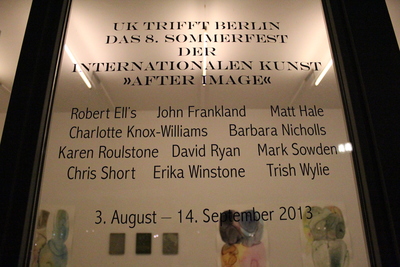 UK TRIFFT BERLIN
DAS 8. SOMMERFEST
DER
INTERNATIONALEN KUNST
»AFTER IMAGE«
Robert Ell's John Frankland Matt Hale
Charlotte Knox-Williams Barbara Nicholls
Karen Roulstone David Ryan Mark Sowden
Chris Short Erika Winstone Trish Wylie
3. August – 14. September 2013